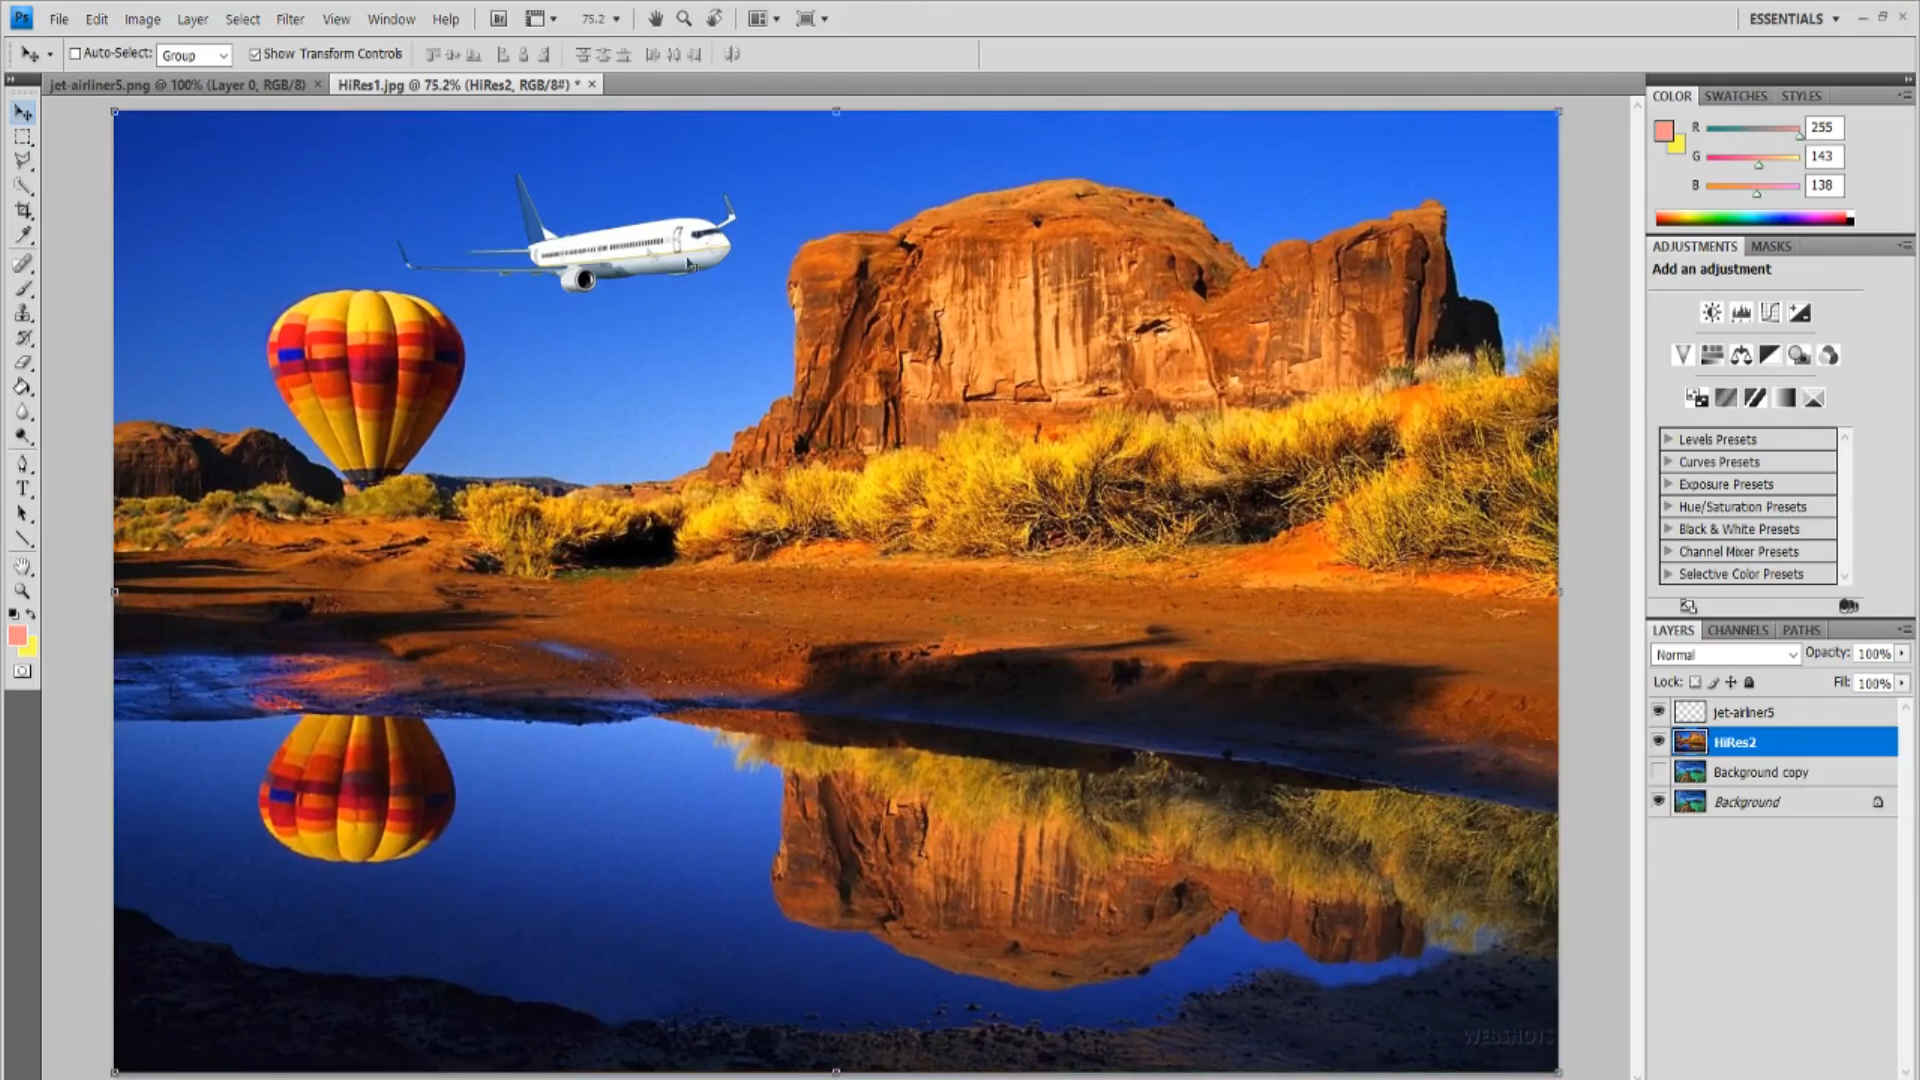 Ps File Edit Image Layer Select Filter View Window Help Br 75.2 ESSENTIALS
Auto-Select: Group Show Transform Controls
jet-airliner5.png @ 100% (Layer 0, RGB/8) × HiRes1.jpg @ 75.2% (HiRes2, RGB/8#) * ×
COLOR SWATCHES STYLES
R 255
G 143
B 138
ADJUSTMENTS MASKS
Add an adjustment
Levels Presets
Curves Presets
Exposure Presets
Hue/Saturation Presets
Black & White Presets
Channel Mixer Presets
Selective Color Presets
LAYERS CHANNELS PATHS
Normal Opacity: 100%
Lock: Fill: 100%
jet-airliner5
HiRes2
Background copy
Background
WEBSHOTS